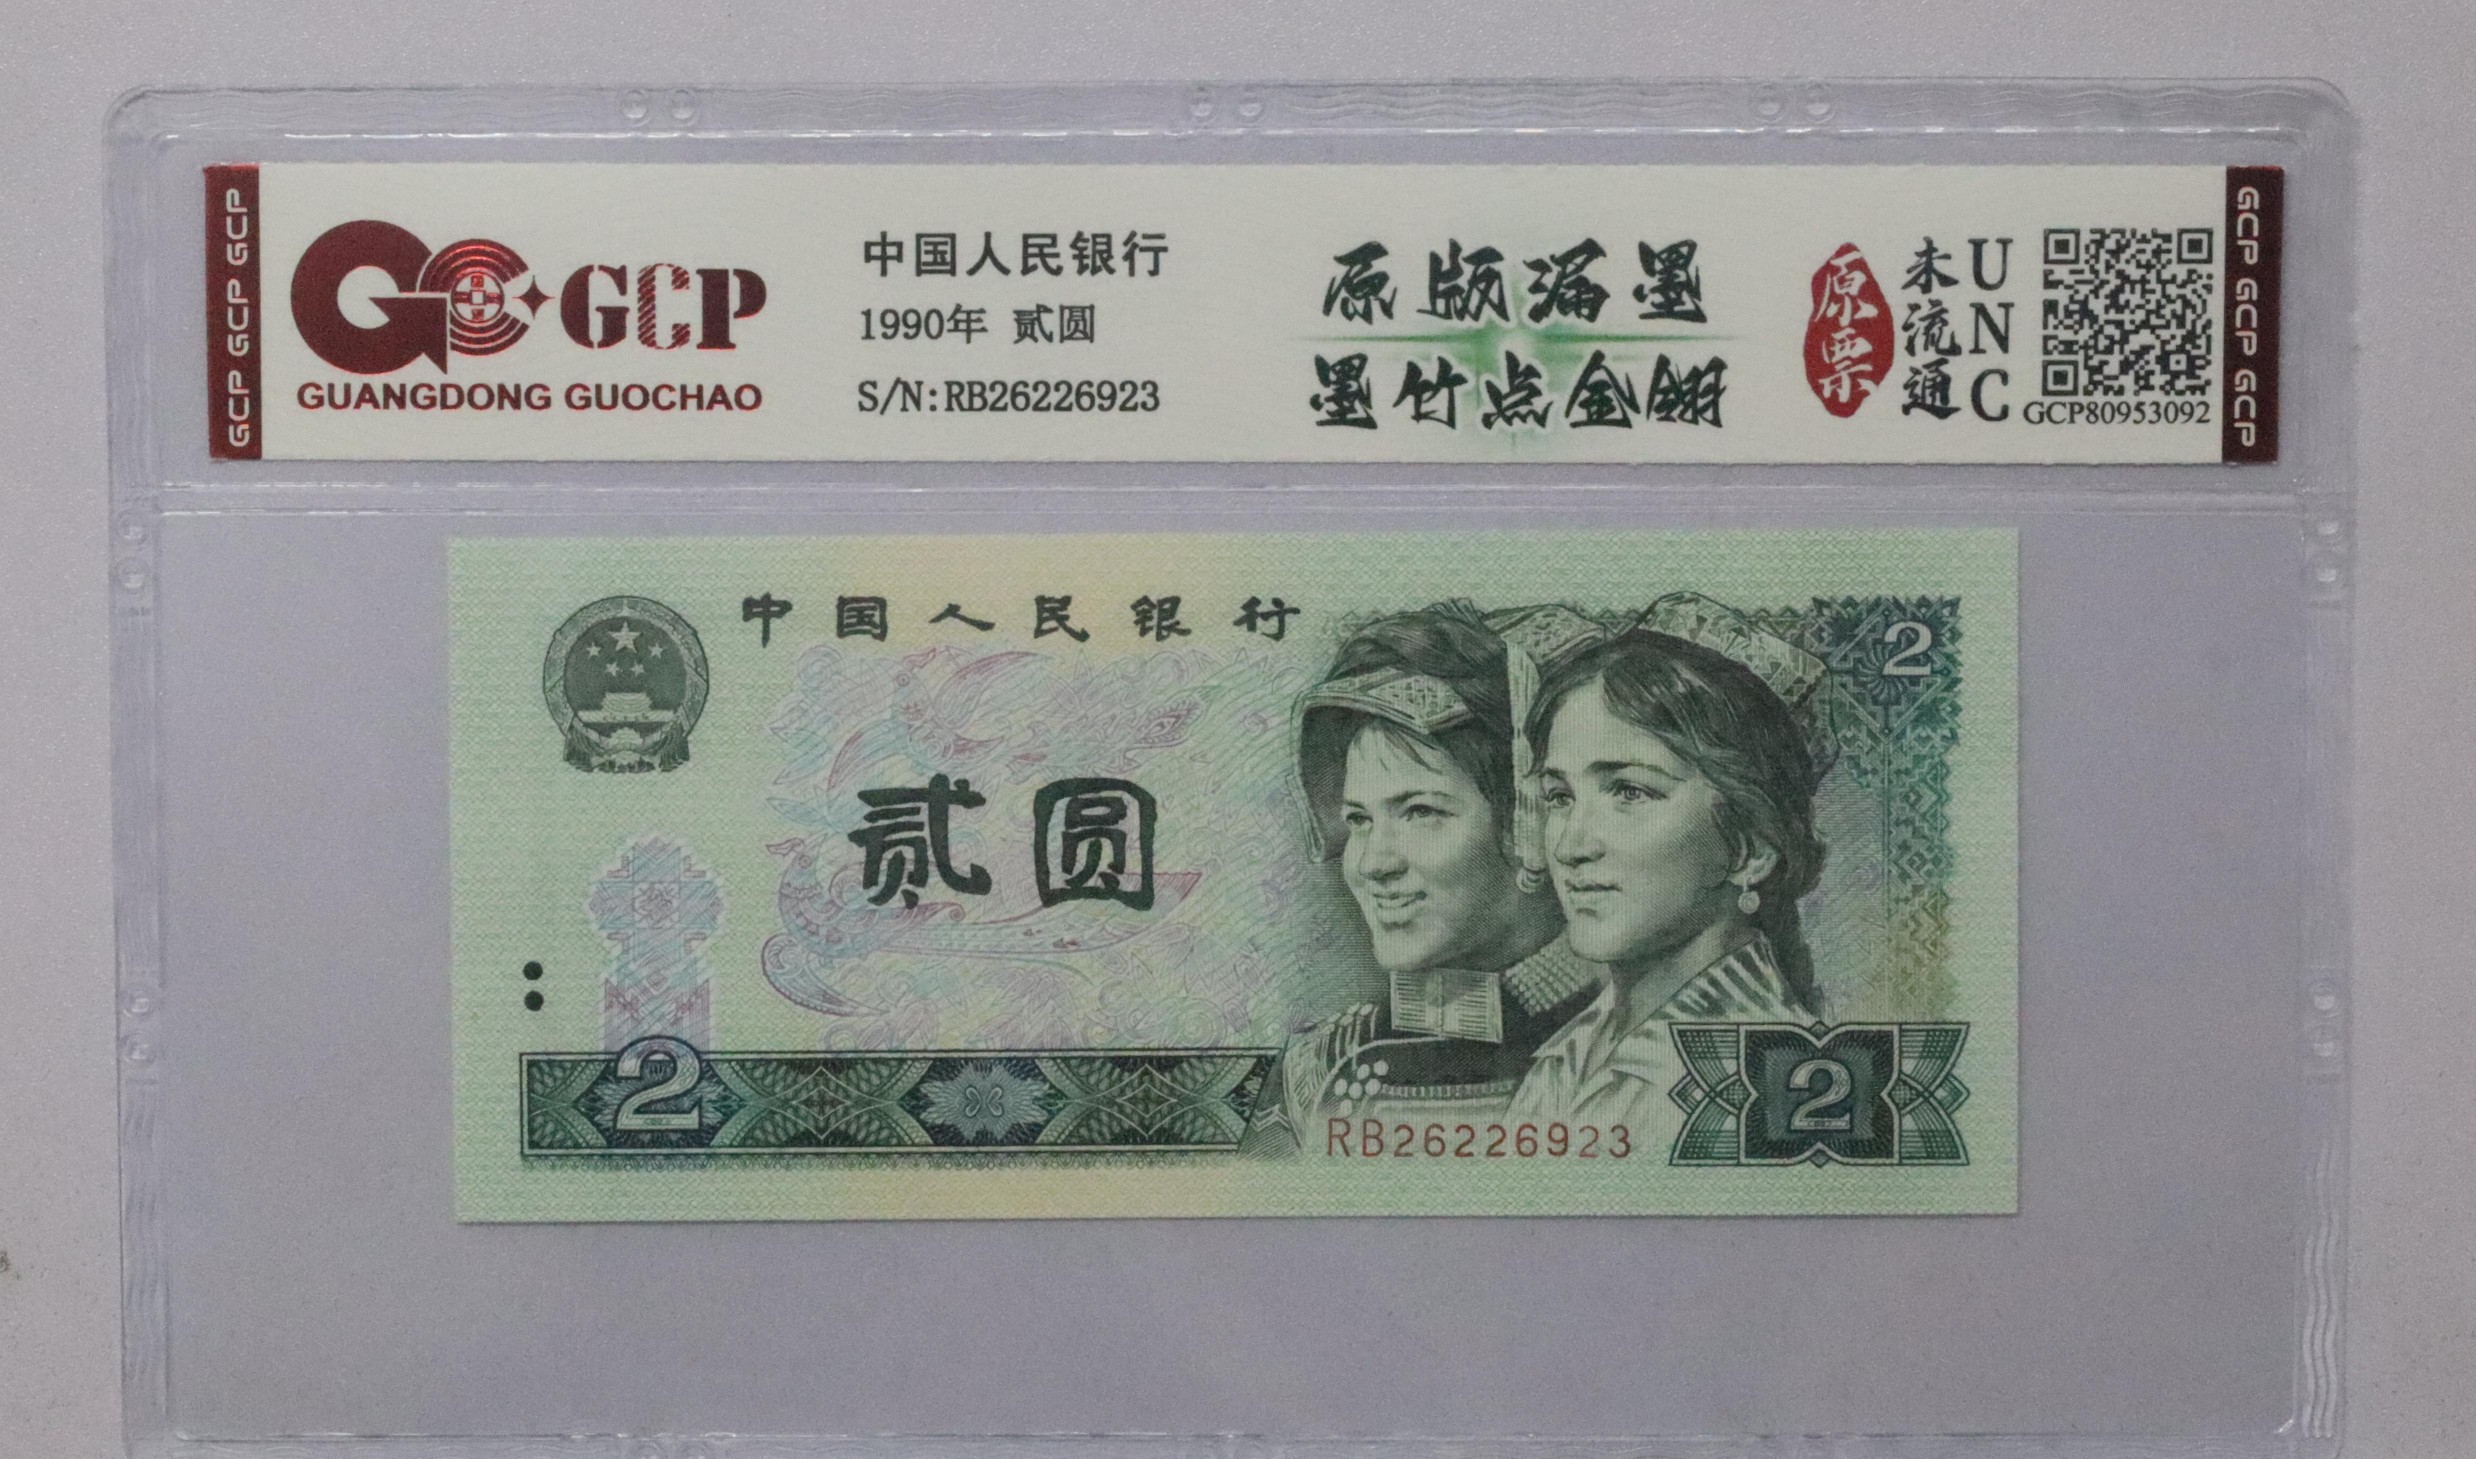 GCP GCP GCP
GCP
GUANGDONG GUOCHAO
中国人民银行
1990年 贰圆
S/N:RB26226923
原版漏墨
墨竹点金翎
原票
未流通
UNC
GCP80953092
GCP GCP GCP
中国人民银行
2
贰圆
2
RB26226923
2